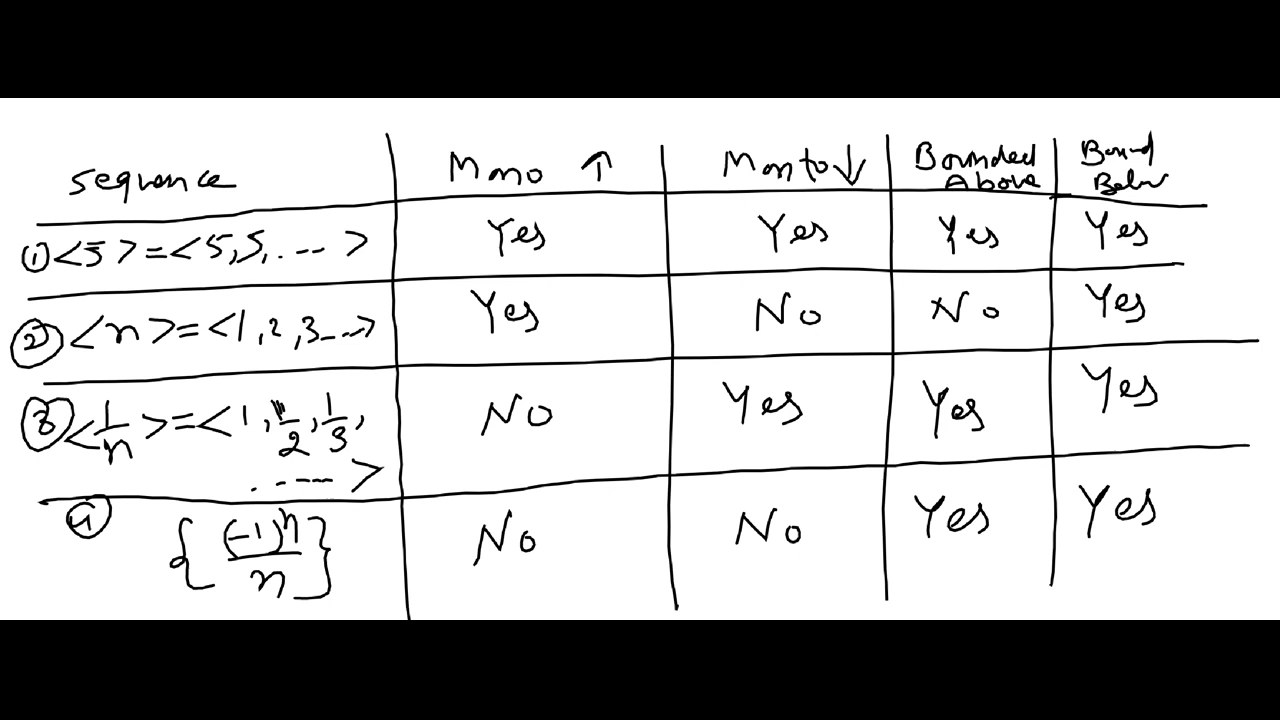 sequence Mono ↑ Monto ↓ Bounded Above Bound Below
① <5> = <5,5,....> Yes Yes Yes Yes
② <n> = <1,2,3....> Yes No No Yes
③ <1/n> = <1, 1/2, 1/3, .....> No Yes Yes Yes
④ {(-1)^n/n} No No Yes Yes